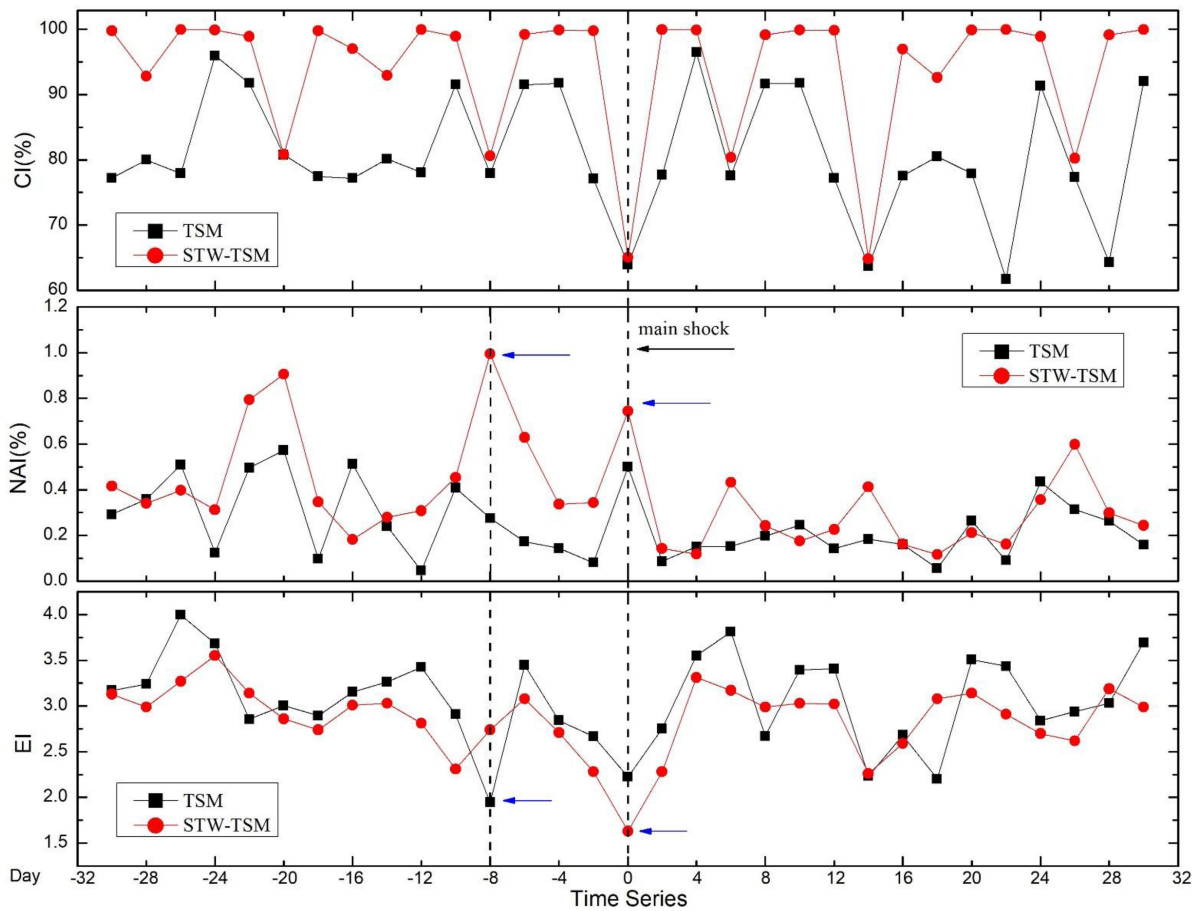 100
90
80
70
60
CI(%)
TSM
STW-TSM
1.2
1.0
0.8
0.6
0.4
0.2
0.0
NAI(%)
main shock
TSM
STW-TSM
4.0
3.5
3.0
2.5
2.0
1.5
EI
TSM
STW-TSM
Day -32 -28 -24 -20 -16 -12 -8 -4 0 4 8 12 16 20 24 28 32
Time Series